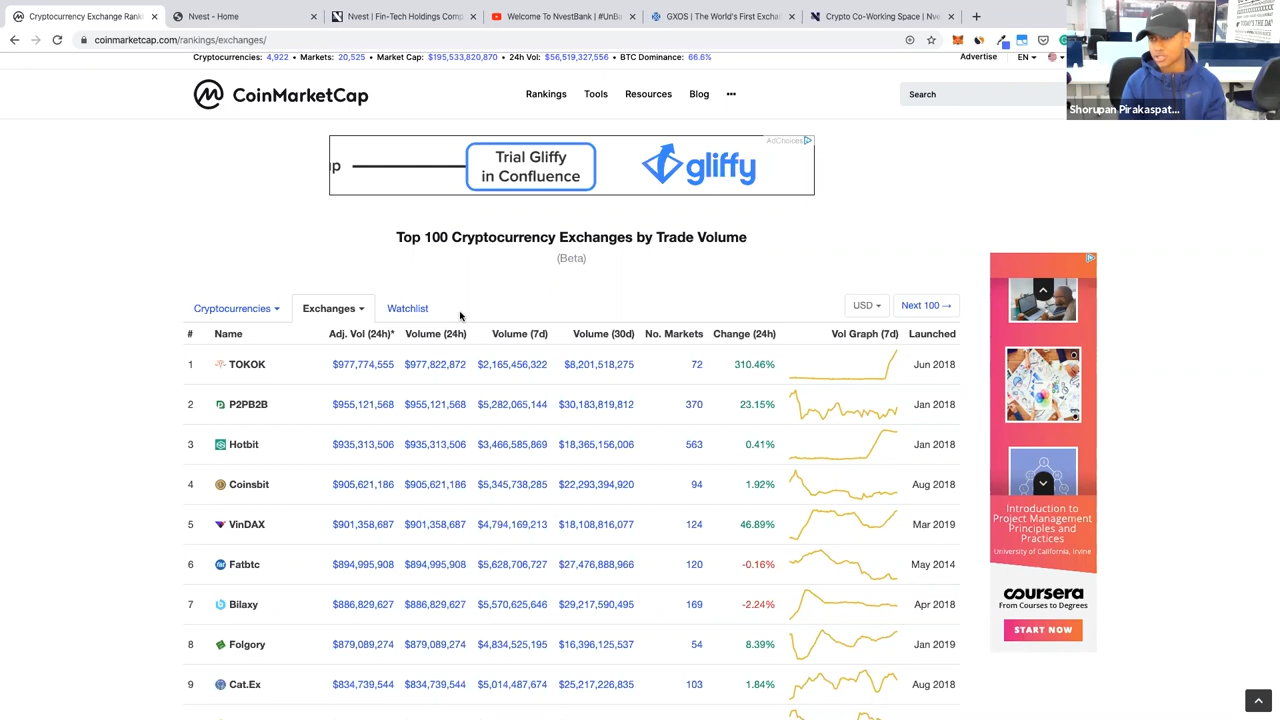 Cryptocurrency Exchange Ran
Nvest - Home
Nvest | Fin-Tech Holdings Comp
Welcome To NvestBank | #UnBa
GXOS | The World's First Excha
Crypto Co-Working Space | Nve
coinmarketcap.com/rankings/exchanges/
Cryptocurrencies: 4,922 • Markets: 20,525 • Market Cap: $195,533,820,870 • 24h Vol: $56,519,327,556 • BTC Dominance: 66.6%
Advertise EN
CoinMarketCap
Rankings Tools Resources Blog
Search
Shorupan Pirakaspat...
AdChoices
Trial Gliffy
in Confluence
gliffy
Top 100 Cryptocurrency Exchanges by Trade Volume
(Beta)
Cryptocurrencies Exchanges Watchlist USD Next 100 →
# Name Adj. Vol (24h)* Volume (24h) Volume (7d) Volume (30d) No. Markets Change (24h) Vol Graph (7d) Launched
1 TOKOK $977,774,555 $977,822,872 $2,165,456,322 $8,201,518,275 72 310.46% Jun 2018
2 P2PB2B $955,121,568 $955,121,568 $5,282,065,144 $30,183,819,812 370 23.15% Jan 2018
3 Hotbit $935,313,506 $935,313,506 $3,466,585,869 $18,365,156,006 563 0.41% Jan 2018
4 Coinsbit $905,621,186 $905,621,186 $5,345,738,285 $22,293,394,920 94 1.92% Aug 2018
5 VinDAX $901,358,687 $901,358,687 $4,794,169,213 $18,108,816,077 124 46.89% Mar 2019
6 Fatbtc $894,995,908 $894,995,908 $5,628,706,727 $27,476,888,966 120 -0.16% May 2014
7 Bilaxy $886,829,627 $886,829,627 $5,570,625,646 $29,217,590,495 169 -2.24% Apr 2018
8 Folgory $879,089,274 $879,089,274 $4,834,525,195 $16,396,125,537 54 8.39% Jan 2019
9 Cat.Ex $834,739,544 $834,739,544 $5,014,487,674 $25,217,226,835 103 1.84% Aug 2018
Introduction to
Project Management
Principles and
Practices
University of California, Irvine
coursera
From Courses to Degrees
START NOW